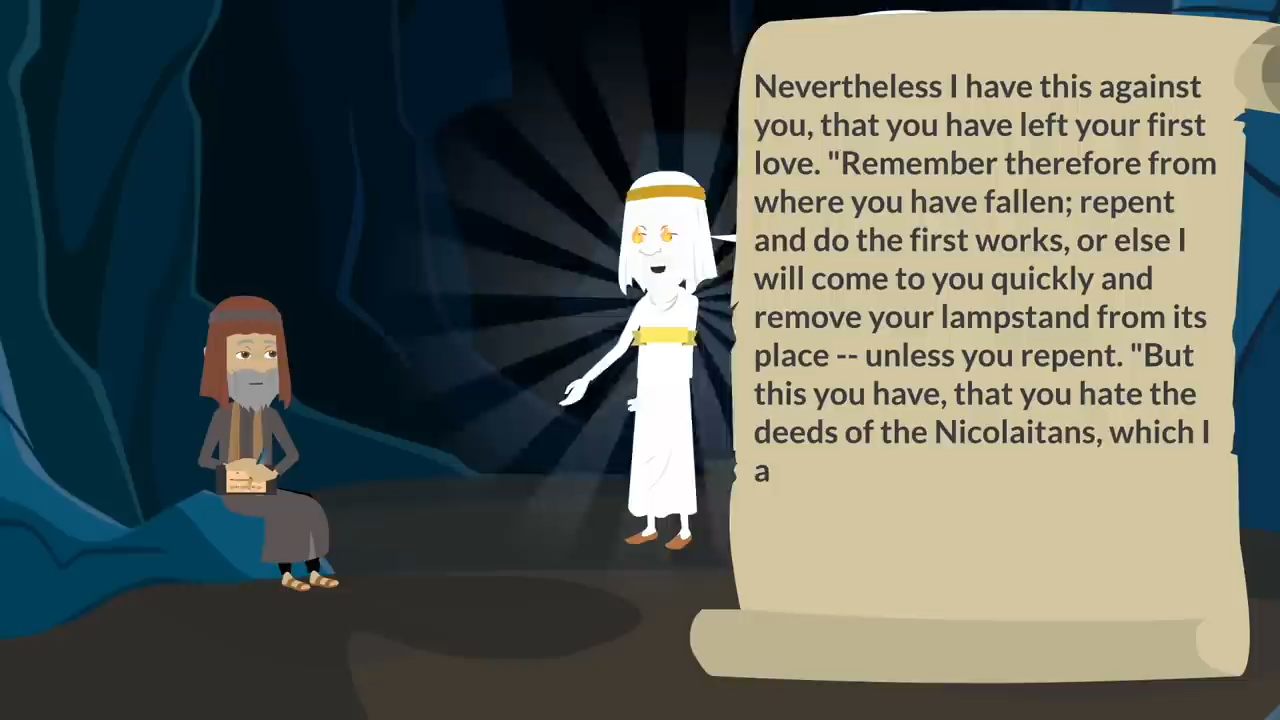 Nevertheless I have this against
you, that you have left your first
love. "Remember therefore from
where you have fallen; repent
and do the first works, or else I
will come to you quickly and
remove your lampstand from its
place -- unless you repent. "But
this you have, that you hate the
deeds of the Nicolaitans, which I
a